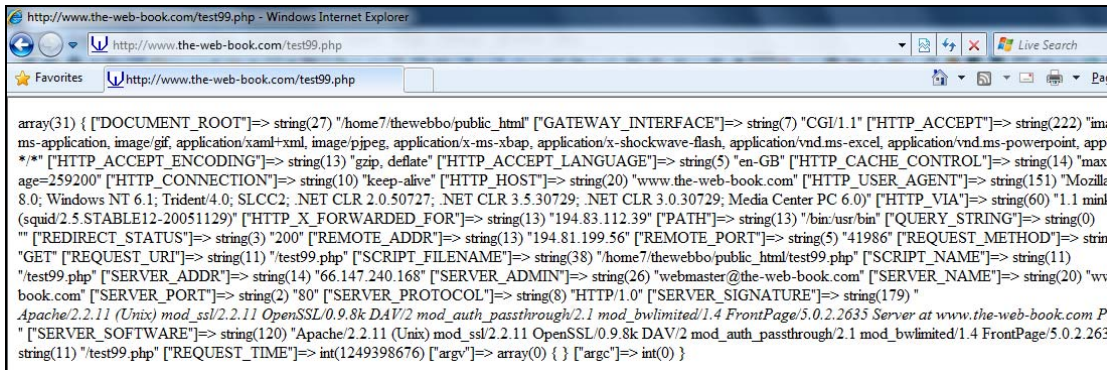 http://www.the-web-book.com/test99.php - Windows Internet Explorer
http://www.the-web-book.com/test99.php
Live Search
Favorites
http://www.the-web-book.com/test99.php
array(31) { ["DOCUMENT_ROOT"]=> string(27) "/home7/thewebbo/public_html" ["GATEWAY_INTERFACE"]=> string(7) "CGI/1.1" ["HTTP_ACCEPT"]=> string(222) "ima
ms-application, image/gif, application/xaml+xml, image/pjpeg, application/x-ms-xbap, application/x-shockwave-flash, application/vnd.ms-excel, application/vnd.ms-powerpoint, app
*/*" ["HTTP_ACCEPT_ENCODING"]=> string(13) "gzip, deflate" ["HTTP_ACCEPT_LANGUAGE"]=> string(5) "en-GB" ["HTTP_CACHE_CONTROL"]=> string(14) "max
age=259200" ["HTTP_CONNECTION"]=> string(10) "keep-alive" ["HTTP_HOST"]=> string(20) "www.the-web-book.com" ["HTTP_USER_AGENT"]=> string(151) "Mozilla
8.0; Windows NT 6.1; Trident/4.0; SLCC2; .NET CLR 2.0.50727; .NET CLR 3.5.30729; .NET CLR 3.0.30729; Media Center PC 6.0)" ["HTTP_VIA"]=> string(60) "1.1
(squid/2.5.STABLE12-20051129)" ["HTTP_X_FORWARDED_FOR"]=> string(13) "194.83.112.39" ["PATH"]=> string(13) "/bin:/usr/bin" ["QUERY_STRING"]=> string(0)
"" ["REDIRECT_STATUS"]=> string(3) "200" ["REMOTE_ADDR"]=> string(13) "194.81.199.56" ["REMOTE_PORT"]=> string(5) "41986" ["REQUEST_METHOD"]=> strin
"GET" ["REQUEST_URI"]=> string(11) "/test99.php" ["SCRIPT_FILENAME"]=> string(38) "/home7/thewebbo/public_html/test99.php" ["SCRIPT_NAME"]=> string(11)
"/test99.php" ["SERVER_ADDR"]=> string(14) "66.147.240.168" ["SERVER_ADMIN"]=> string(26) "webmaster@the-web-book.com" ["SERVER_NAME"]=> string(20) "ww
book.com" ["SERVER_PORT"]=> string(2) "80" ["SERVER_PROTOCOL"]=> string(8) "HTTP/1.0" ["SERVER_SIGNATURE"]=> string(179) "
Apache/2.2.11 (Unix) mod_ssl/2.2.11 OpenSSL/0.9.8k DAV/2 mod_auth_passthrough/2.1 mod_bwlimited/1.4 FrontPage/5.0.2.2635 Server at www.the-web-book.com P
" ["SERVER_SOFTWARE"]=> string(120) "Apache/2.2.11 (Unix) mod_ssl/2.2.11 OpenSSL/0.9.8k DAV/2 mod_auth_passthrough/2.1 mod_bwlimited/1.4 FrontPage/5.0.2.263
string(11) "/test99.php" ["REQUEST_TIME"]=> int(1249398676) ["argv"]=> array(0) { } ["argc"]=> int(0) }